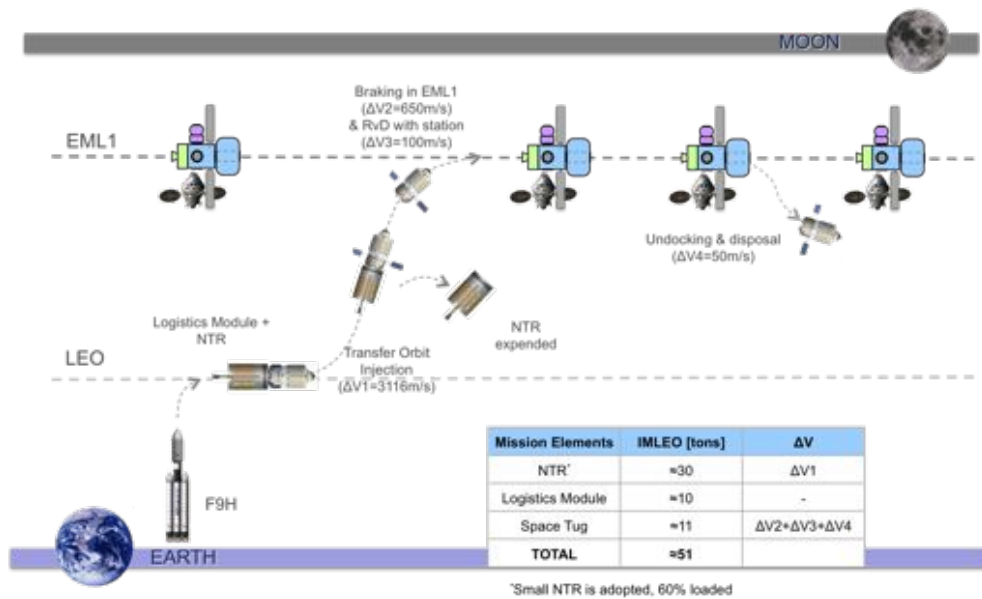 MOON
Braking in EML1
(ΔV2=650m/s)
& RvD with station
(ΔV3=100m/s)
EML1
Undocking & disposal
(ΔV4=50m/s)
Logistics Module +
NTR
NTR
expended
LEO
Transfer Orbit
Injection
(ΔV1=3116m/s)
F9H
EARTH
Mission Elements IMLEO [tons] ΔV
NTR* ≈30 ΔV1
Logistics Module ≈10 -
Space Tug ≈11 ΔV2+ΔV3+ΔV4
TOTAL ≈51
*Small NTR is adopted, 60% loaded